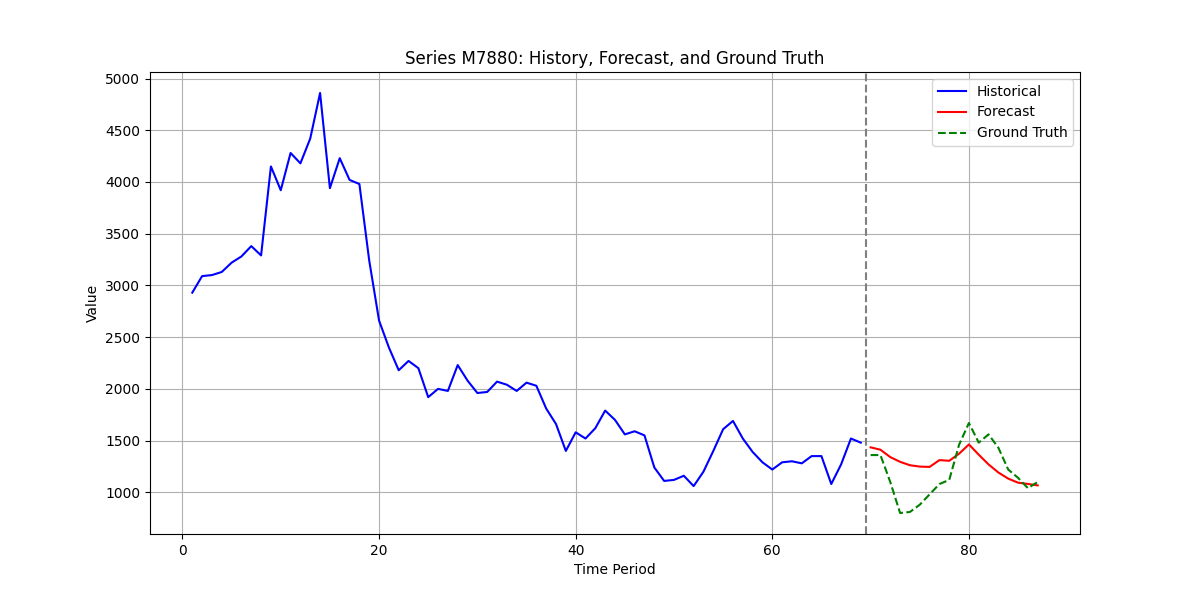 Series M7880: History, Forecast, and Ground Truth
5000
4500
4000
3500
3000
2500
2000
1500
1000
Value
0 20 40 60 80
Time Period
Historical
Forecast
Ground Truth